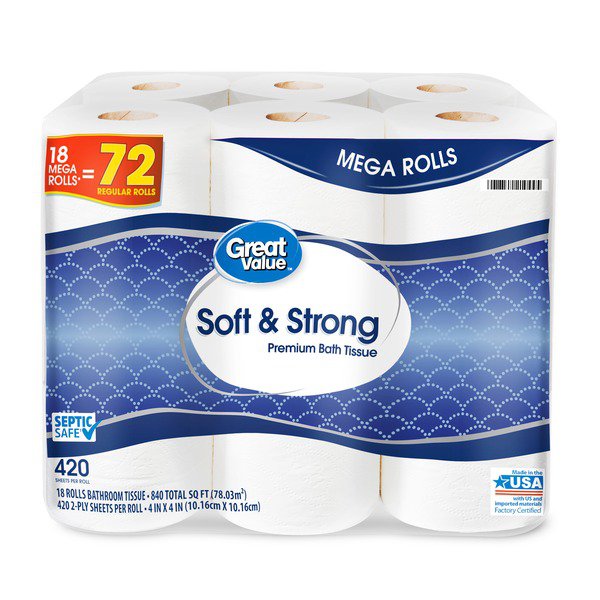 18
MEGA
ROLLS* = 72
REGULAR ROLLS
MEGA ROLLS
Great
Value
Soft & Strong
Premium Bath Tissue
SEPTIC
SAFE
420
SHEETS PER ROLL
18 ROLLS BATHROOM TISSUE • 840 TOTAL SQ FT (78.03m²)
420 2-PLY SHEETS PER ROLL • 4 IN X 4 IN (10.16cm X 10.16cm)
Made in the
USA
with US and
imported materials
Factory Certified